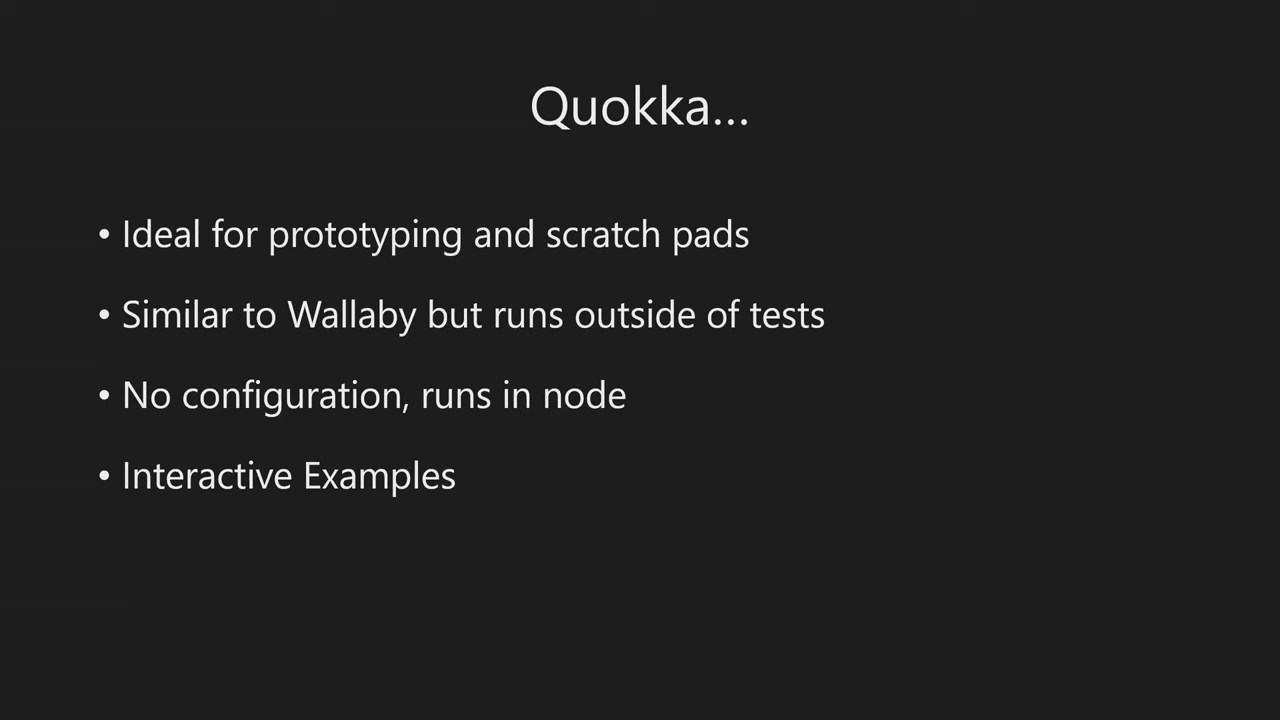 Quokka...
• Ideal for prototyping and scratch pads
• Similar to Wallaby but runs outside of tests
• No configuration, runs in node
• Interactive Examples